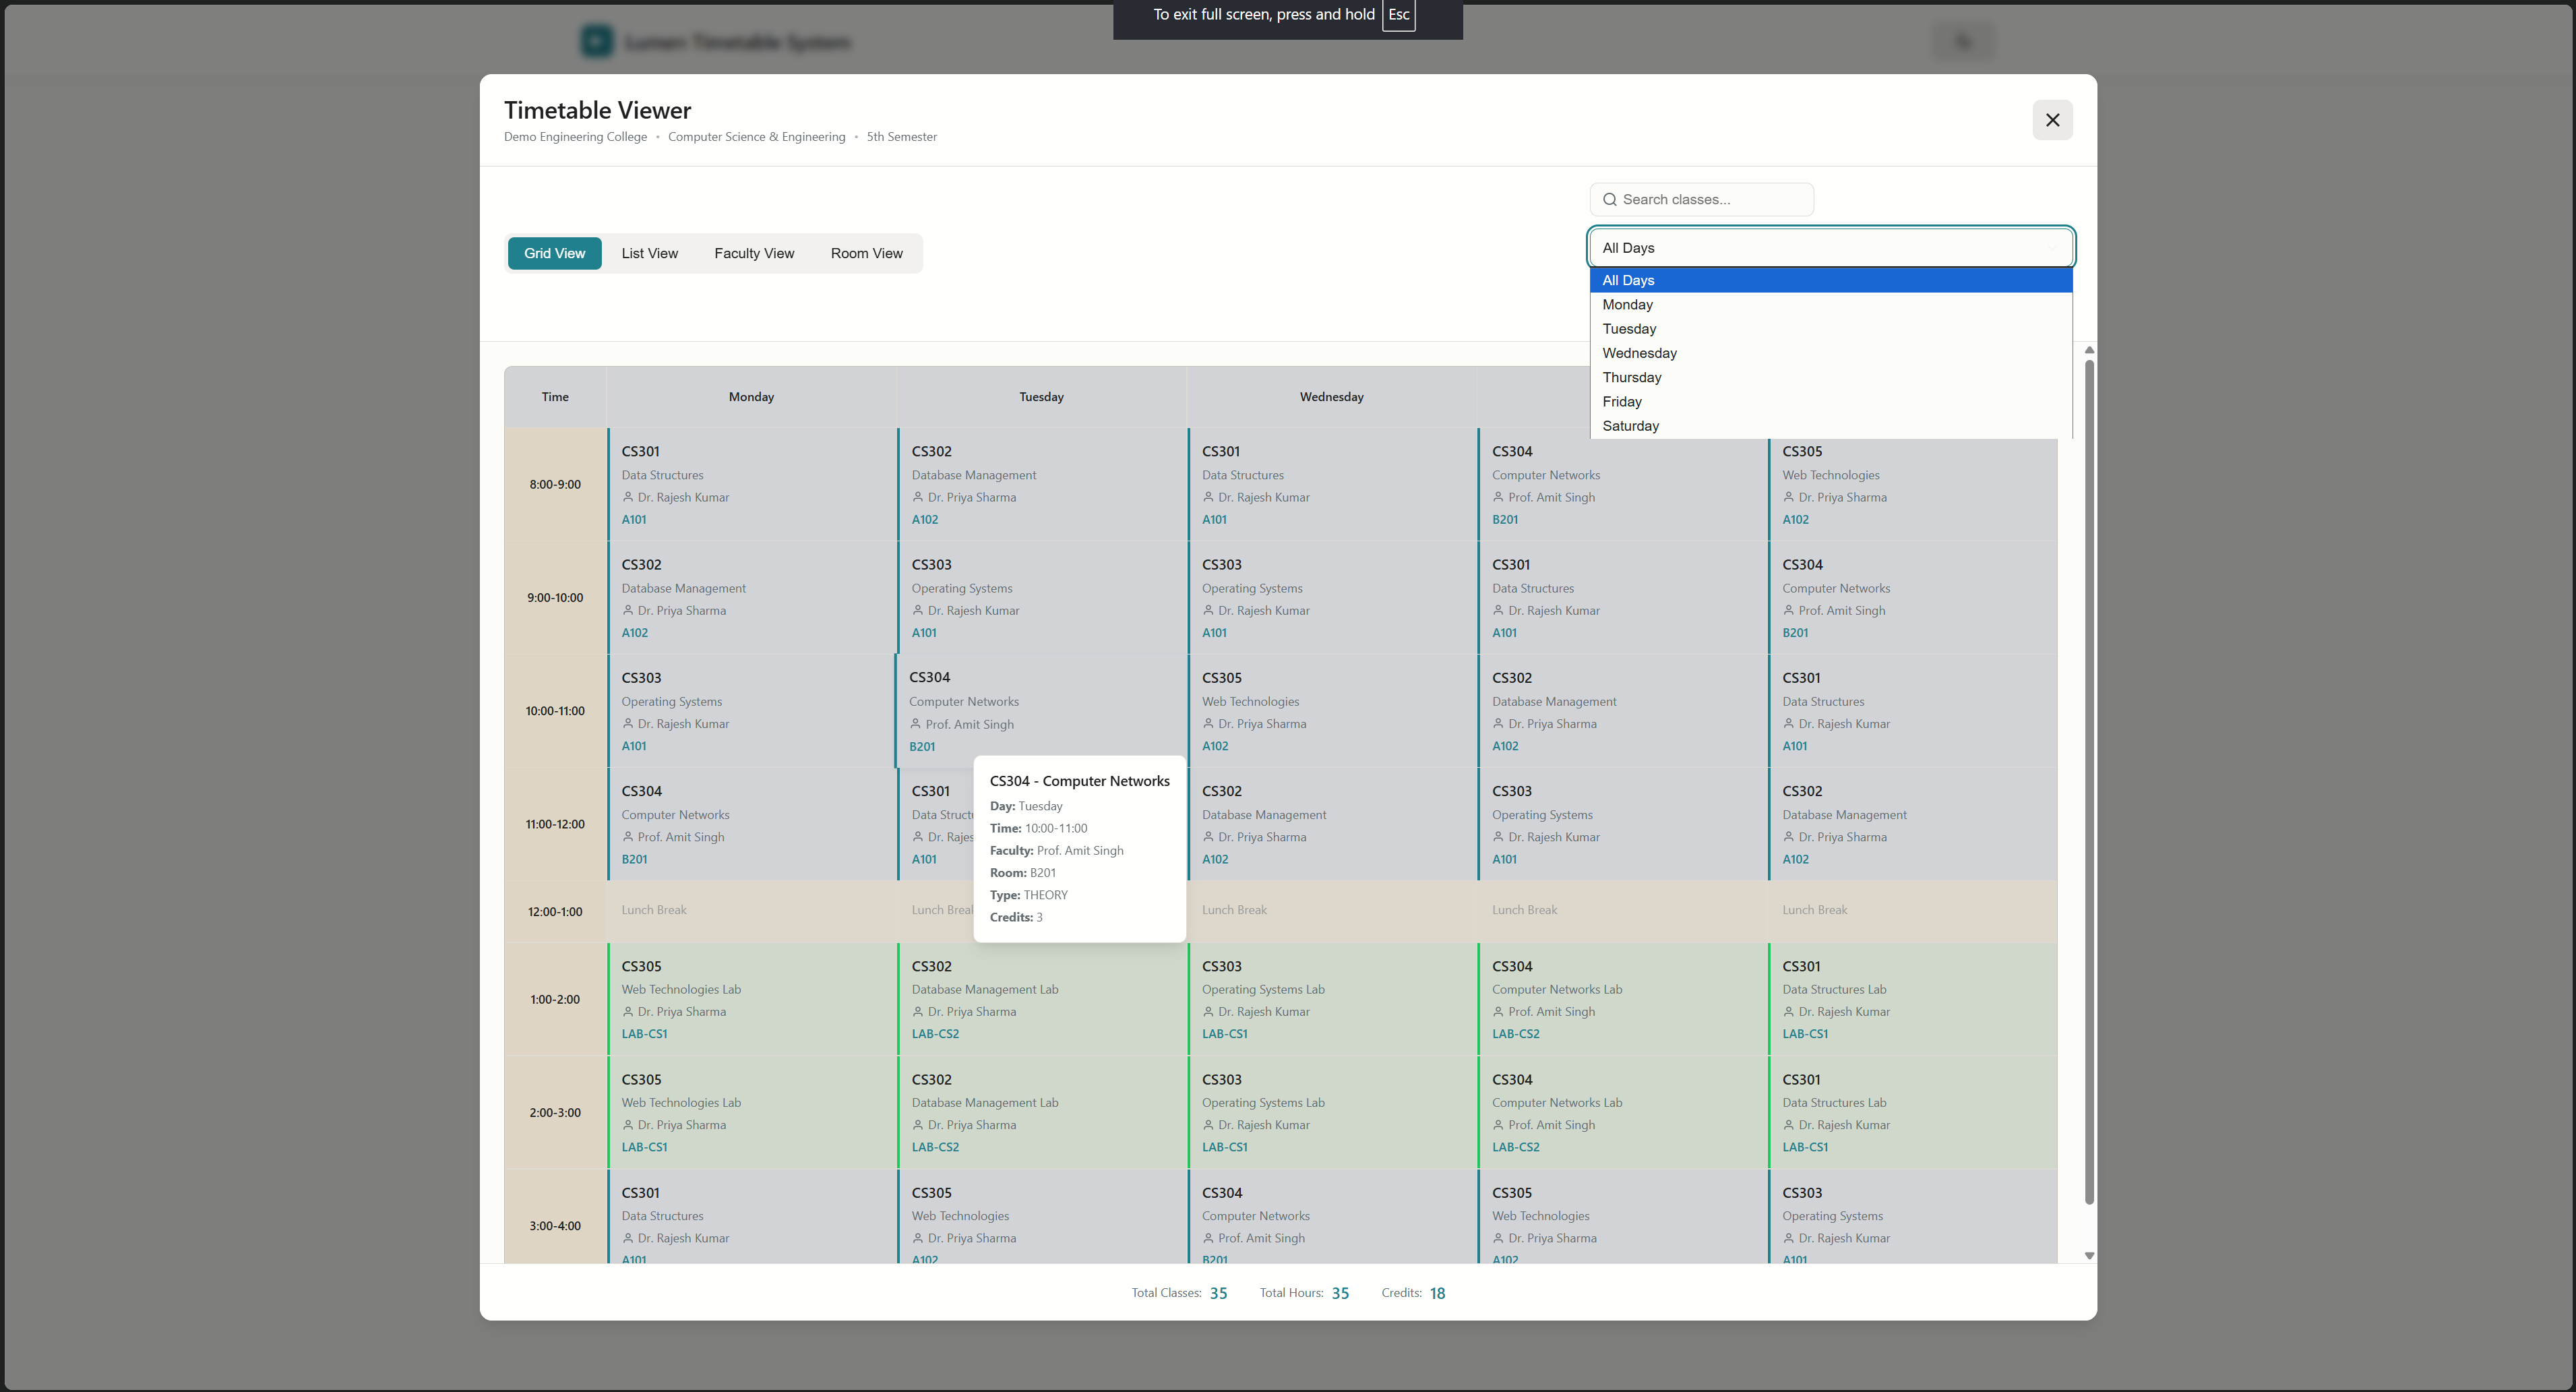 To exit full screen, press and hold Esc
Lumen Timetable System
Timetable Viewer
Demo Engineering College • Computer Science & Engineering • 5th Semester
Search classes...
Grid View List View Faculty View Room View
All Days
All Days
Monday
Tuesday
Wednesday
Thursday
Friday
Saturday
Time Monday Tuesday Wednesday
8:00-9:00
CS301 CS302 CS301 CS304 CS305
Data Structures Database Management Data Structures Computer Networks Web Technologies
Dr. Rajesh Kumar Dr. Priya Sharma Dr. Rajesh Kumar Prof. Amit Singh Dr. Priya Sharma
A101 A102 A101 B201 A102
9:00-10:00
CS302 CS303 CS303 CS301 CS304
Database Management Operating Systems Operating Systems Data Structures Computer Networks
Dr. Priya Sharma Dr. Rajesh Kumar Dr. Rajesh Kumar Dr. Rajesh Kumar Prof. Amit Singh
A102 A101 A101 A101 B201
10:00-11:00
CS303 CS304 CS305 CS302 CS301
Operating Systems Computer Networks Web Technologies Database Management Data Structures
Dr. Rajesh Kumar Prof. Amit Singh Dr. Priya Sharma Dr. Priya Sharma Dr. Rajesh Kumar
A101 B201 A102 A102 A101
11:00-12:00
CS304 CS301 CS302 CS303 CS302
Computer Networks Data Struct Database Management Operating Systems Database Management
Prof. Amit Singh Dr. Rajes Dr. Priya Sharma Dr. Rajesh Kumar Dr. Priya Sharma
B201 A101 A102 A101 A102
CS304 - Computer Networks
Day: Tuesday
Time: 10:00-11:00
Faculty: Prof. Amit Singh
Room: B201
Type: THEORY
Credits: 3
12:00-1:00
Lunch Break Lunch Break Lunch Break Lunch Break Lunch Break
1:00-2:00
CS305 CS302 CS303 CS304 CS301
Web Technologies Lab Database Management Lab Operating Systems Lab Computer Networks Lab Data Structures Lab
Dr. Priya Sharma Dr. Priya Sharma Dr. Rajesh Kumar Prof. Amit Singh Dr. Rajesh Kumar
LAB-CS1 LAB-CS2 LAB-CS1 LAB-CS2 LAB-CS1
2:00-3:00
CS305 CS302 CS303 CS304 CS301
Web Technologies Lab Database Management Lab Operating Systems Lab Computer Networks Lab Data Structures Lab
Dr. Priya Sharma Dr. Priya Sharma Dr. Rajesh Kumar Prof. Amit Singh Dr. Rajesh Kumar
LAB-CS1 LAB-CS2 LAB-CS1 LAB-CS2 LAB-CS1
3:00-4:00
CS301 CS305 CS304 CS305 CS303
Data Structures Web Technologies Computer Networks Web Technologies Operating Systems
Dr. Rajesh Kumar Dr. Priya Sharma Prof. Amit Singh Dr. Priya Sharma Dr. Rajesh Kumar
A101 A102 B201 A102 A101
Total Classes: 35 Total Hours: 35 Credits: 18